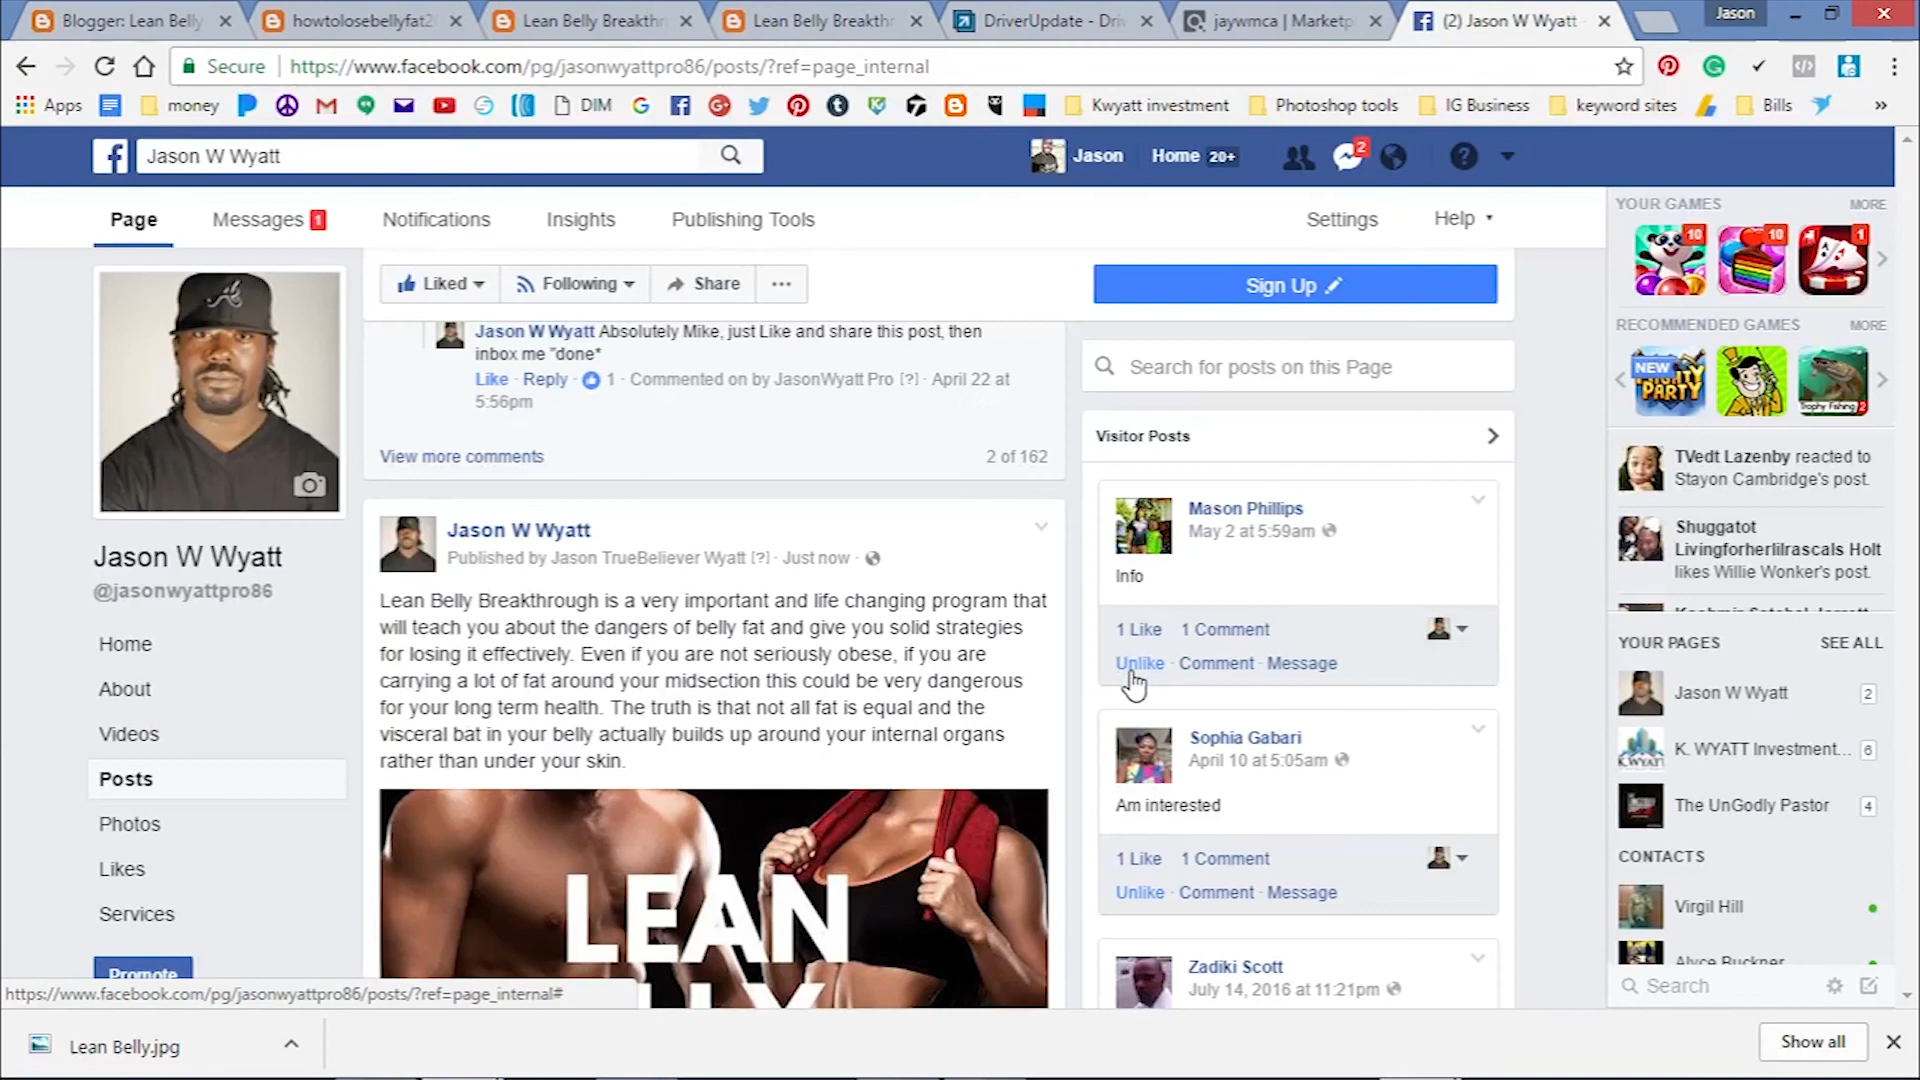 Blogger: Lean Belly
howtolosebellyfat2
Lean Belly Breakthr
Lean Belly Breakthr
DriverUpdate - Driv
jaywmca | Marketp
(2) Jason W Wyatt -
Jason
Secure
https://www.facebook.com/pg/jasonwyattpro86/posts/?ref=page_internal
Apps
money
DIM
Kwyatt investment
Photoshop tools
IG Business
keyword sites
Bills
»
Jason W Wyatt
Jason
Home 20+
2
Page
Messages 1
Notifications
Insights
Publishing Tools
Settings
Help
Liked
Following
Share
...
Sign Up
Jason W Wyatt
@jasonwyattpro86
Home
About
Videos
Posts
Photos
Likes
Services
Promote
Jason W Wyatt Absolutely Mike, just Like and share this post, then
inbox me "done*
Like · Reply · 1 · Commented on by JasonWyatt Pro [?] · April 22 at
5:56pm
View more comments
2 of 162
Jason W Wyatt
Published by Jason TrueBeliever Wyatt [?] · Just now ·
Lean Belly Breakthrough is a very important and life changing program that
will teach you about the dangers of belly fat and give you solid strategies
for losing it effectively. Even if you are not seriously obese, if you are
carrying a lot of fat around your midsection this could be very dangerous
for your long term health. The truth is that not all fat is equal and the
visceral bat in your belly actually builds up around your internal organs
rather than under your skin.
LEAN
Search for posts on this Page
Visitor Posts
Mason Phillips
May 2 at 5:59am
Info
1 Like 1 Comment
Unlike · Comment · Message
Sophia Gabari
April 10 at 5:05am
Am interested
1 Like 1 Comment
Unlike · Comment · Message
Zadiki Scott
July 14, 2016 at 11:21pm
YOUR GAMES
MORE
10
10
1
RECOMMENDED GAMES
MORE
NEW
PARTY
Trophy Fishing 2
TVedt Lazenby reacted to
Stayon Cambridge's post.
Shuggatot
Livingforherlilrascals Holt
likes Willie Wonker's post.
YOUR PAGES
SEE ALL
Jason W Wyatt
2
K. WYATT Investment...
6
The UnGodly Pastor
4
CONTACTS
Virgil Hill
Alyce Buckner
Search
https://www.facebook.com/pg/jasonwyattpro86/posts/?ref=page_internal#
Lean Belly.jpg
Show all